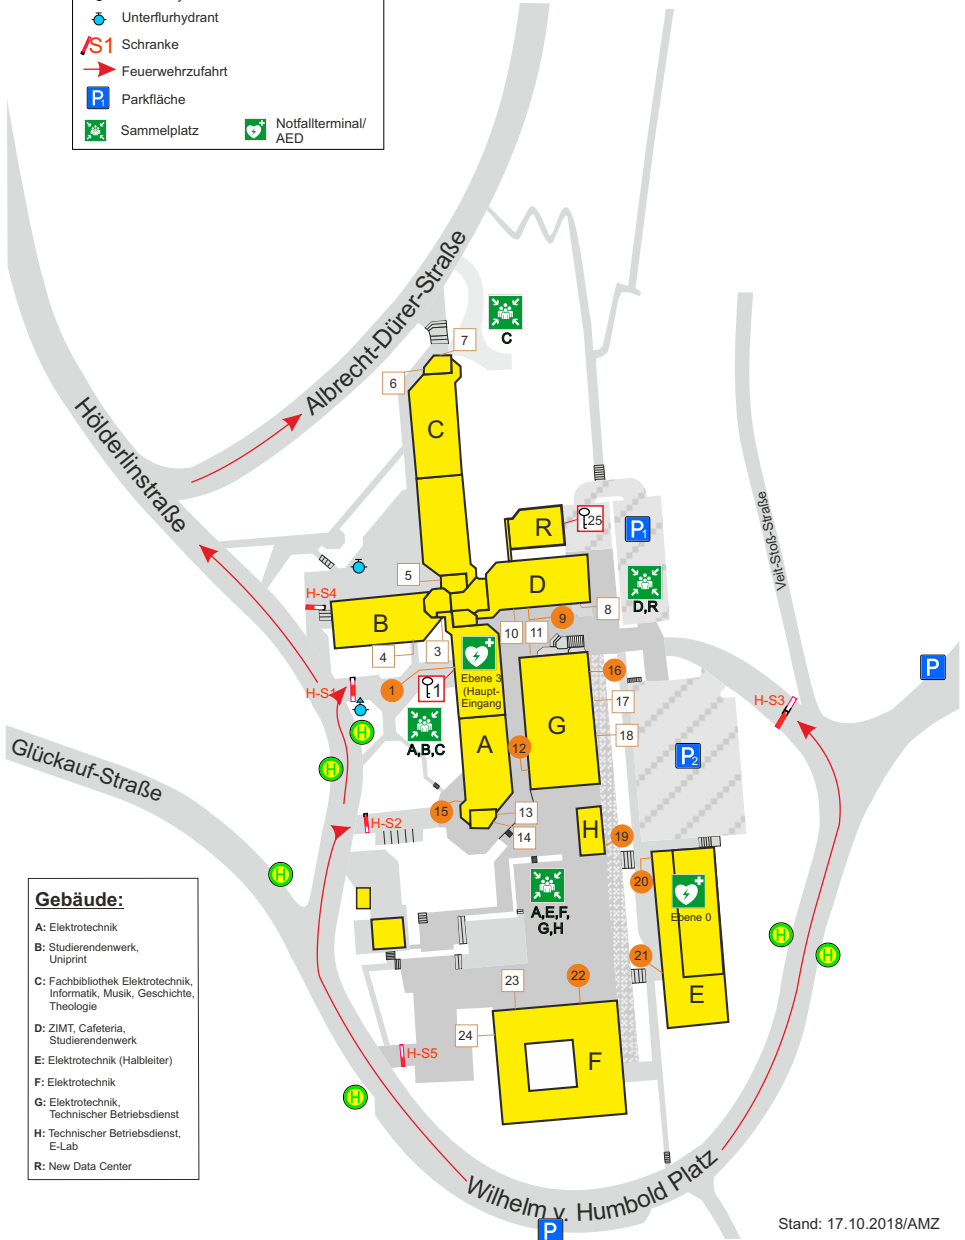 Unterflurhydrant
S1 Schranke
Feuerwehrzufahrt
P1 Parkfläche
Sammelplatz
Notfallterminal/
AED
Albrecht-Dürer-Straße
Hölderlinstraße
Glückauf-Straße
Veit-Stoß-Straße
Wilhelm v. Humbold Platz
C
7
6
C
R
25
P1
D
5
D,R
H-S4
B
8
9
10
11
4
3
16
P
H-S1
1
1
Ebene 3
(Haupt-
Eingang
17
H-S3
H
A,B,C
A
G
18
12
P2
H
15
13
H-S2
14
H
19
H
20
A,E,F,
G,H
Ebene 0
H
21
H
23
22
E
24
H-S5
F
H
P
Gebäude:
A: Elektrotechnik
B: Studierendenwerk,
Uniprint
C: Fachbibliothek Elektrotechnik,
Informatik, Musik, Geschichte,
Theologie
D: ZIMT, Cafeteria,
Studierendenwerk
E: Elektrotechnik (Halbleiter)
F: Elektrotechnik
G: Elektrotechnik,
Technischer Betriebsdienst
H: Technischer Betriebsdienst,
E-Lab
R: New Data Center
Stand: 17.10.2018/AMZ